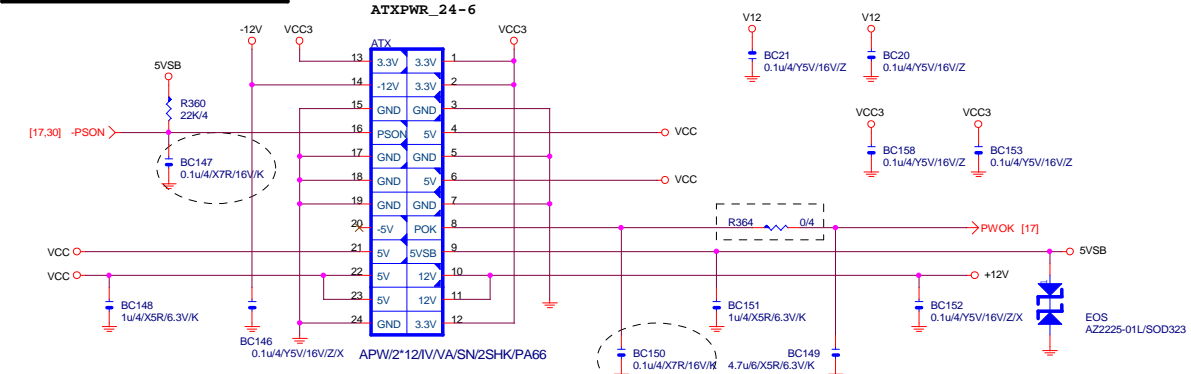 ATXPWR_24-6
-12V
VCC3
VCC3
V12
V12
ATX
BC21
0.1u/4/Y5V/16V/Z
BC20
0.1u/4/Y5V/16V/Z
5VSB
R360
22K/4
[17,30] -PSON
BC147
0.1u/4/X7R/16V/K
13 3.3V 3.3V 1
14 -12V 3.3V 2
15 GND GND 3
16 PSON 5V 4
17 GND GND 5
18 GND 5V 6
19 GND GND 7
20 -5V POK 8
21 5V 5VSB 9
22 5V 12V 10
23 5V 12V 11
24 GND 3.3V 12
VCC
VCC
VCC3
VCC3
BC158
0.1u/4/Y5V/16V/Z
BC153
0.1u/4/Y5V/16V/Z
R364 0/4
PWOK [17]
VCC
VCC
5VSB
+12V
BC148
1u/4/X5R/6.3V/K
BC146
0.1u/4/Y5V/16V/Z/X
APW/2*12/IV/VA/SN/2SHK/PA66
BC151
1u/4/X5R/6.3V/K
BC152
0.1u/4/Y5V/16V/Z/X
EOS
AZ2225-01L/SOD323
BC150
0.1u/4/X7R/16V/K
BC149
4.7u/6/X5R/6.3V/K